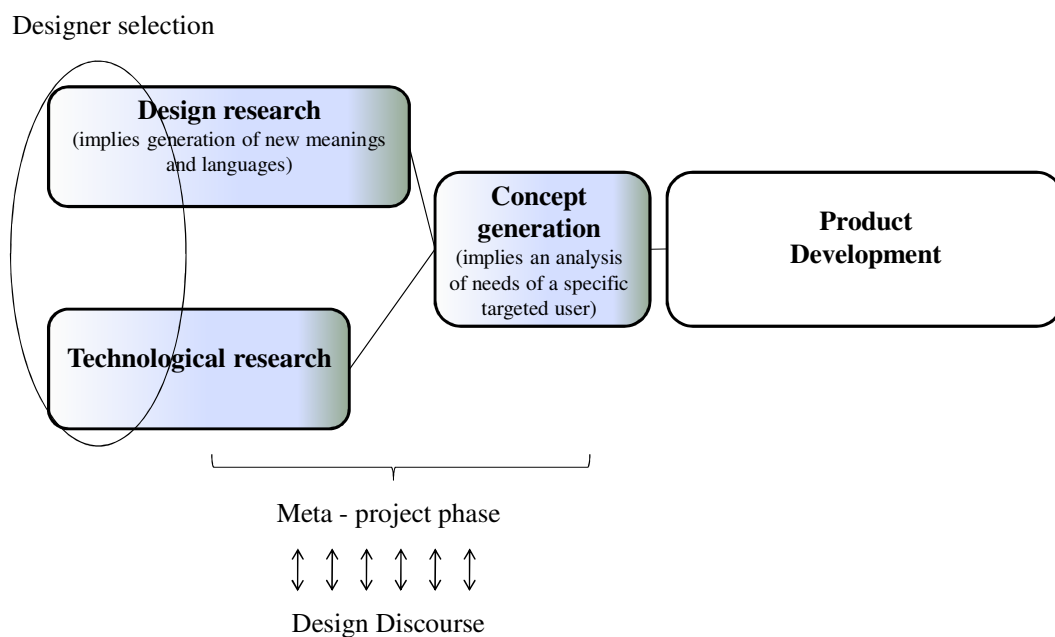 Designer selection
Design research
(implies generation of new meanings
and languages)
Concept
generation
(implies an analysis
of needs of a specific
targeted user)
Product
Development
Technological research
Meta - project phase
Design Discourse